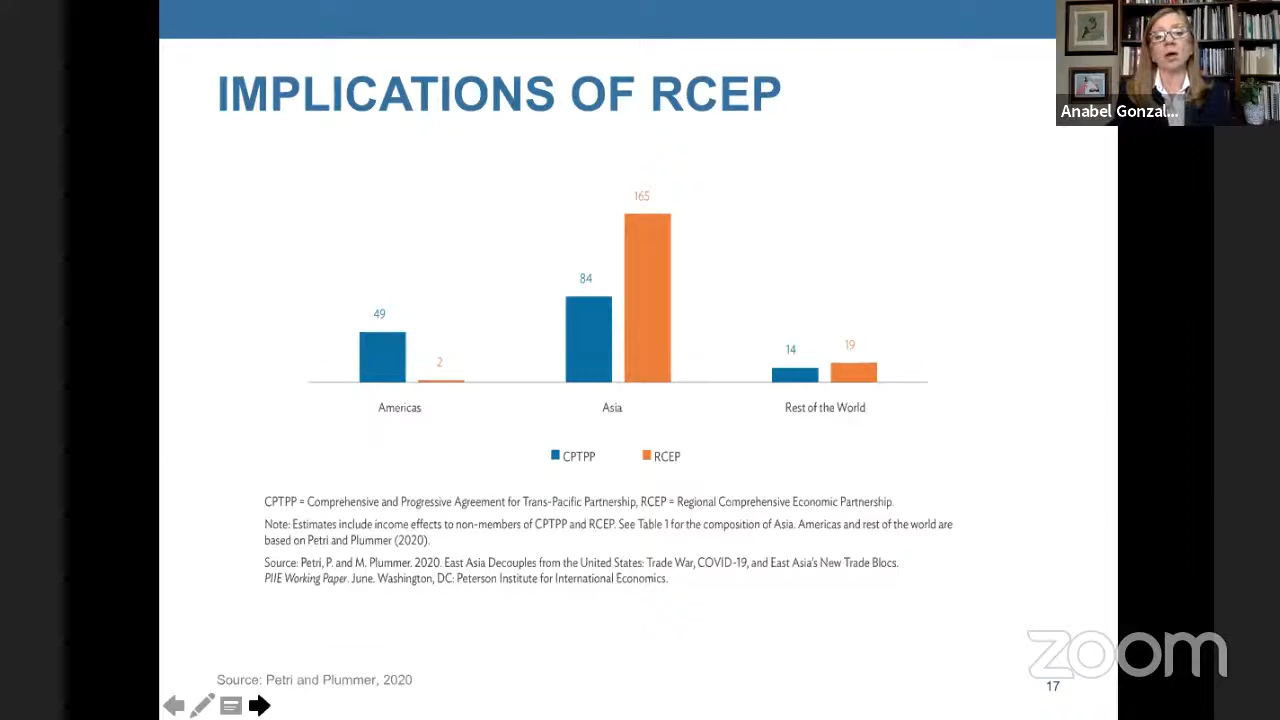 IMPLICATIONS OF RCEP
Anabel Gonzal...
165
84
49
2
14
19
Americas
Asia
Rest of the World
CPTPP
RCEP
CPTPP = Comprehensive and Progressive Agreement for Trans-Pacific Partnership, RCEP = Regional Comprehensive Economic Partnership.
Note: Estimates include income effects to non-members of CPTPP and RCEP. See Table 1 for the composition of Asia. Americas and rest of the world are
based on Petri and Plummer (2020).
Source: Petri, P. and M. Plummer. 2020. East Asia Decouples from the United States: Trade War, COVID-19, and East Asia's New Trade Blocs.
PIIE Working Paper. June. Washington, DC: Peterson Institute for International Economics.
zoom
17
Source: Petri and Plummer, 2020